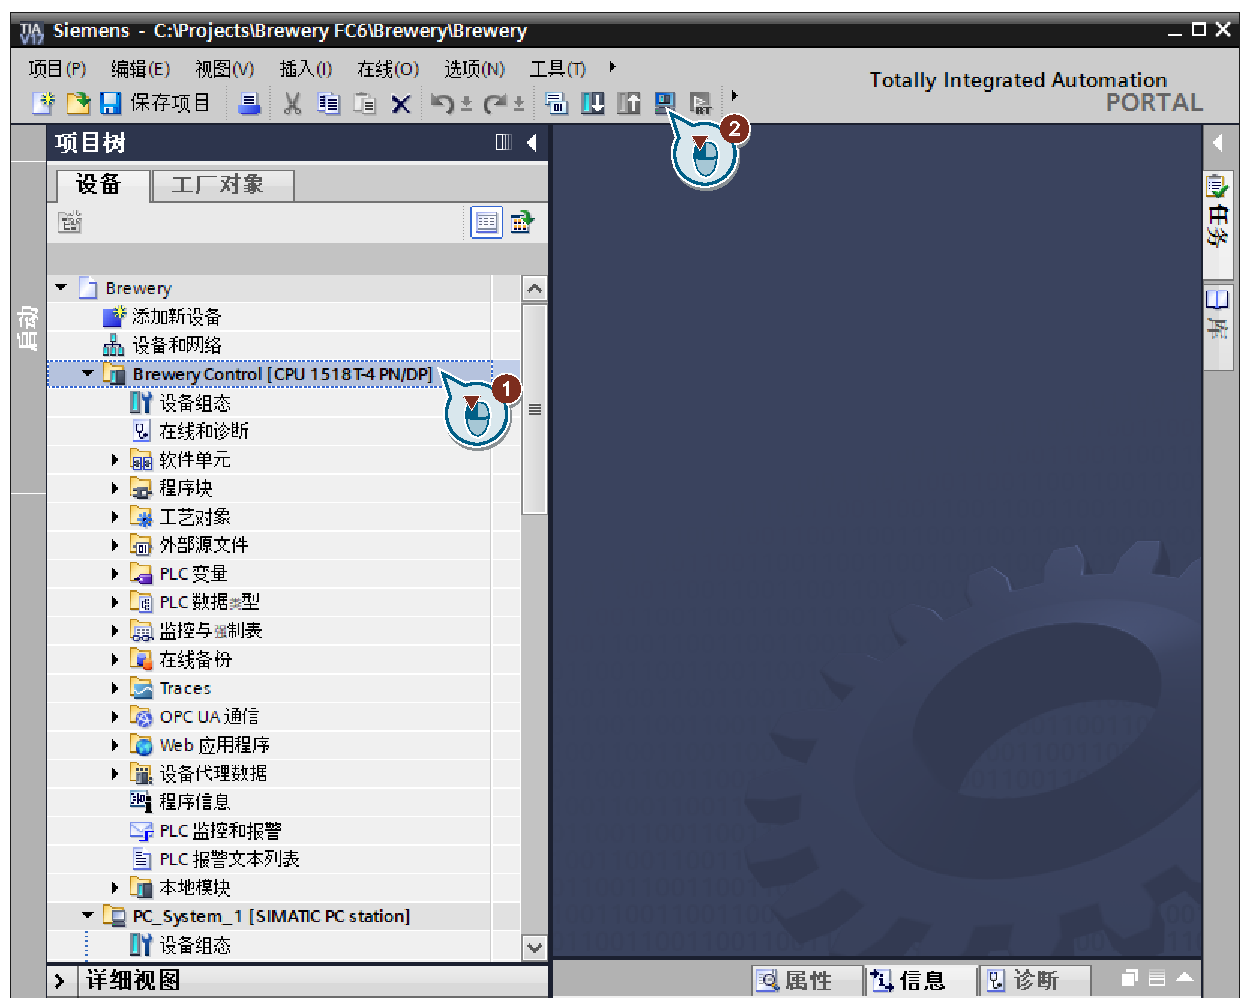 Siemens - C:\Projects\Brewery FC6\Brewery\Brewery
项目(P) 编辑(E) 视图(V) 插入(I) 在线(O) 选项(N) 工具(T)
Totally Integrated Automation
PORTAL
保存项目
2
项目树
设备 工厂对象
启动
任务
库
Brewery
添加新设备
设备和网络
Brewery Control [CPU 1518T-4 PN/DP]
1
设备组态
在线和诊断
软件单元
程序块
工艺对象
外部源文件
PLC 变量
PLC 数据类型
监控与强制表
在线备份
Traces
OPC UA 通信
Web 应用程序
设备代理数据
程序信息
PLC 监控和报警
PLC 报警文本列表
本地模块
PC_System_1 [SIMATIC PC station]
设备组态
详细视图
属性 信息 诊断